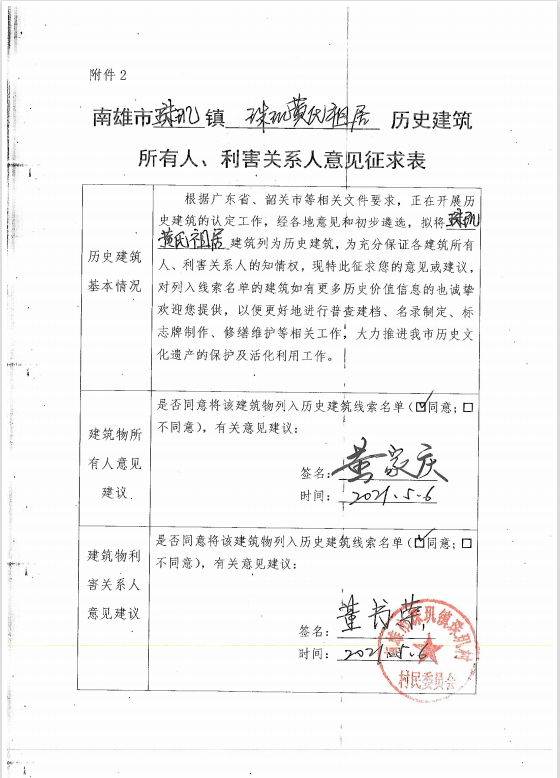 附件2
南雄市珠玑镇 珠玑黄氏祖居 历史建筑
所有人、利害关系人意见征求表
历史建筑
基本情况
根据广东省、韶关市等相关文件要求，正在开展历
史建筑的认定工作，经各地意见和初步遴选，拟将珠玑
黄氏祖居 建筑列为历史建筑，为充分保证各建筑所有
人、利害关系人的知情权，现特此征求您的意见或建议，
对列入线索名单的建筑如有更多历史价值信息的也诚挚
欢迎您提供，以便更好地进行普查建档、名录制定、标
志牌制作、修缮维护等相关工作，大力推进我市历史文
化遗产的保护及活化利用工作。
建筑物所
有人意见
建议
是否同意将该建筑物列入历史建筑线索名单（☑同意；□
不同意），有关意见建议：
签名：黄家庆
时间：2021.5.6
建筑物利
害关系人
意见建议
是否同意将该建筑物列入历史建筑线索名单（☑同意；□
不同意），有关意见建议：
签名：
时间：2021.5.6
南雄市珠玑镇珠玑村
村民委员会